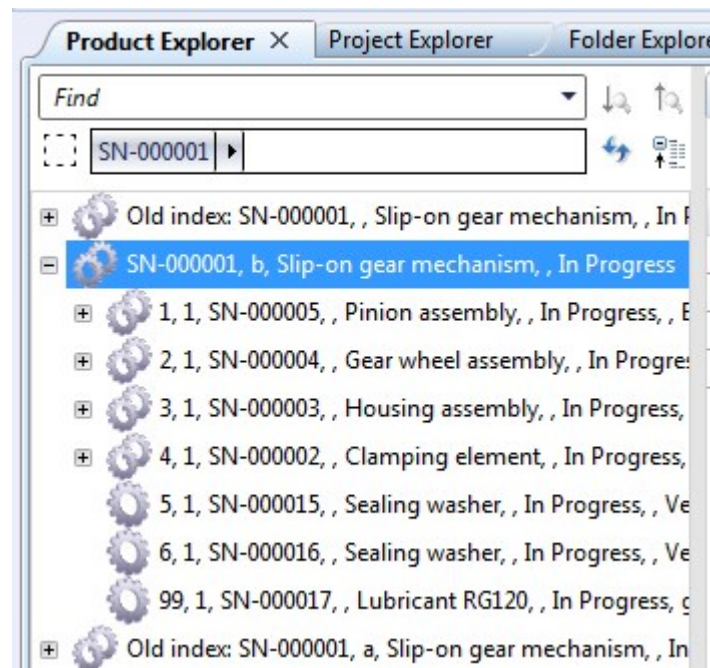 Product Explorer Project Explorer Folder
Find
SN-000001
Old index: SN-000001, , Slip-on gear mechanism, , In
SN-000001, b, Slip-on gear mechanism, , In Progress
1, 1, SN-000005, , Pinion assembly, , In Progress, ,
2, 1, SN-000004, , Gear wheel assembly, ,
3, 1, SN-000003, , Housing assembly, , In Progress,
4, 1, SN-000002, , Clamping element, , In Progress,
5, 1, SN-000015, , Sealing washer, , In Progress, , Ve
6, 1, SN-000016, , Sealing washer, , In Progress, , Ve
99, 1, SN-000017, , Lubricant RG120, , In Progress,
Old index: SN-000001, a, Slip-on gear mechanism, , In